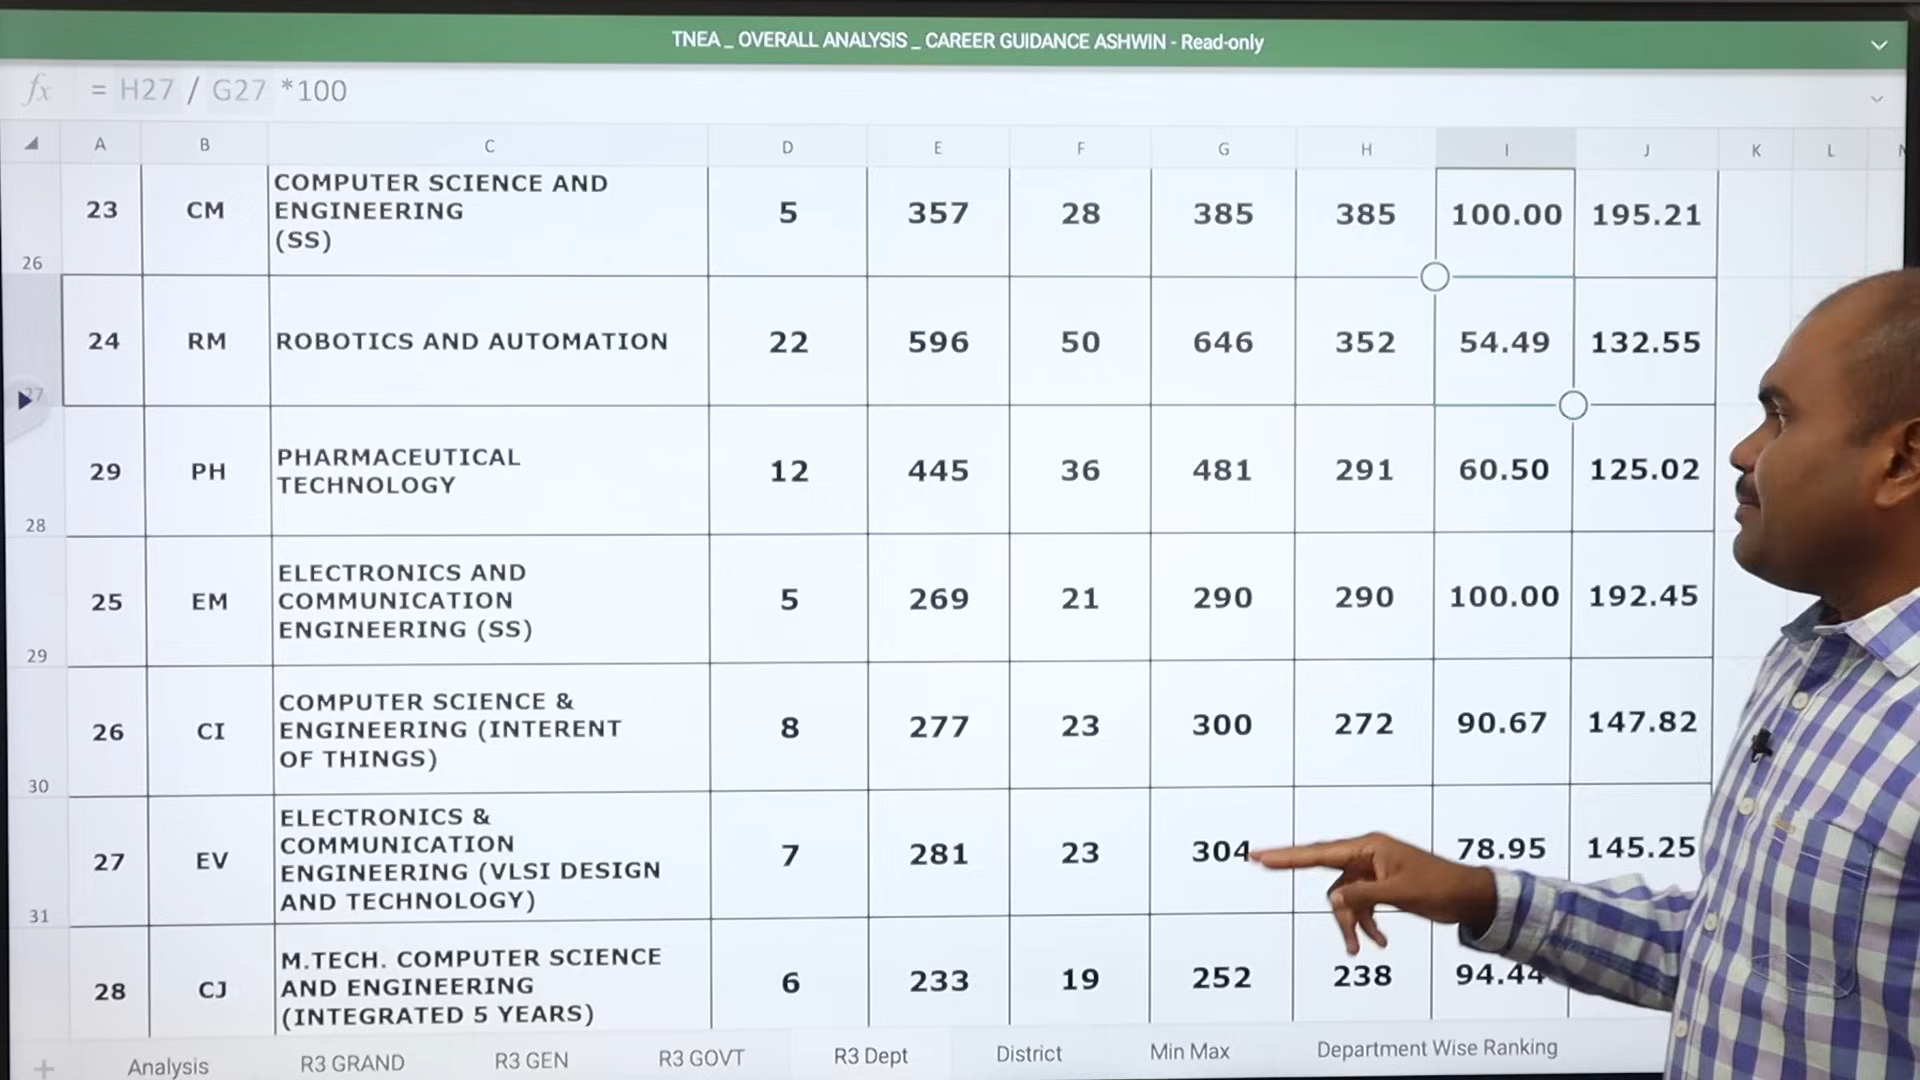 TNEA _ OVERALL ANALYSIS _ CAREER GUIDANCE ASHWIN - Read-only
fx = H27 / G27 *100
A B C D E F G H I J K L
23 CM COMPUTER SCIENCE AND ENGINEERING (SS) 5 357 28 385 385 100.00 195.21
26
24 RM ROBOTICS AND AUTOMATION 22 596 50 646 352 54.49 132.55
27
29 PH PHARMACEUTICAL TECHNOLOGY 12 445 36 481 291 60.50 125.02
28
25 EM ELECTRONICS AND COMMUNICATION ENGINEERING (SS) 5 269 21 290 290 100.00 192.45
29
26 CI COMPUTER SCIENCE & ENGINEERING (INTERENT OF THINGS) 8 277 23 300 272 90.67 147.82
30
27 EV ELECTRONICS & COMMUNICATION ENGINEERING (VLSI DESIGN AND TECHNOLOGY) 7 281 23 304 78.95 145.25
31
28 CJ M.TECH. COMPUTER SCIENCE AND ENGINEERING (INTEGRATED 5 YEARS) 6 233 19 252 238 94.44
Analysis R3 GRAND R3 GEN R3 GOVT R3 Dept District Min Max Department Wise Ranking